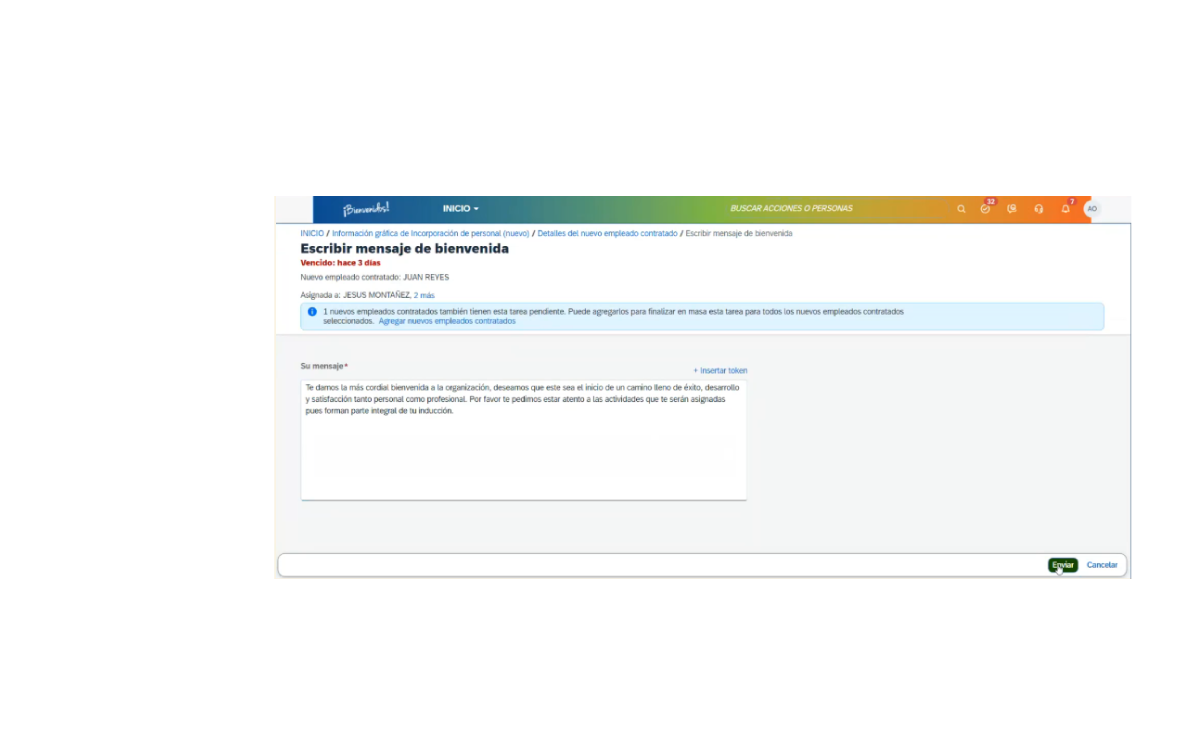 ¡Bienvenidos!
INICIO
BUSCAR ACCIONES O PERSONAS
32
7
AO
INICIO / Información gráfica de Incorporación de personal (nuevo) / Detalles del nuevo empleado contratado / Escribir mensaje de bienvenida
Escribir mensaje de bienvenida
Vencido: hace 3 días
Nuevo empleado contratado: JUAN REYES
Asignada a: JESUS MONTAÑEZ, 2 más
1 nuevos empleados contratados también tienen esta tarea pendiente. Puede agregarlos para finalizar en masa esta tarea para todos los nuevos empleados contratados
seleccionados. Agregar nuevos empleados contratados
Su mensaje*
+ Insertar token
Te damos la más cordial bienvenida a la organización, deseamos que este sea el inicio de un camino lleno de éxito, desarrollo
y satisfacción tanto personal como profesional. Por favor te pedimos estar atento a las actividades que te serán asignadas
pues forman parte integral de tu inducción.
Enviar
Cancelar